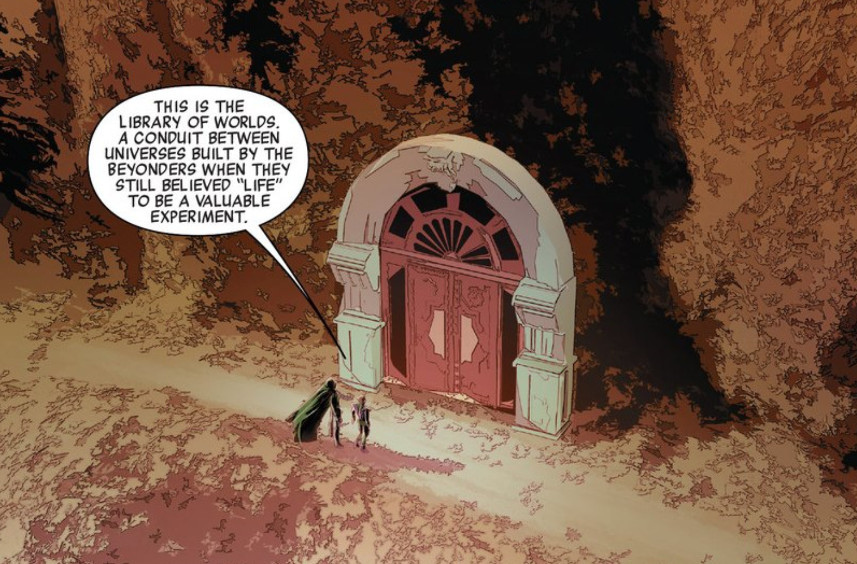 THIS IS THE
LIBRARY OF WORLDS.
A CONDUIT BETWEEN
UNIVERSES BUILT BY THE
BEYONDERS WHEN THEY
STILL BELIEVED "LIFE"
TO BE A VALUABLE
EXPERIMENT.